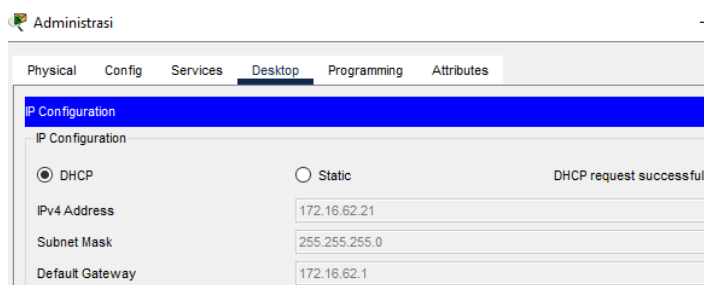 Administrasi
Physical Config Services Desktop Programming Attributes
IP Configuration
IP Configuration
DHCP Static DHCP request successful
IPv4 Address 172.16.62.21
Subnet Mask 255.255.255.0
Default Gateway 172.16.62.1